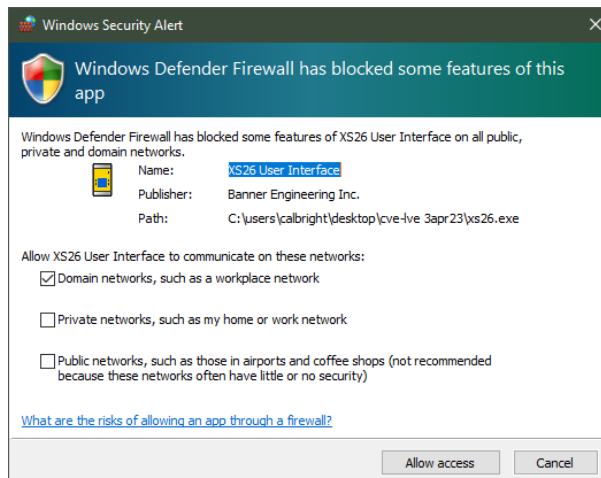 Windows Security Alert
Windows Defender Firewall has blocked some features of this
app
Windows Defender Firewall has blocked some features of XS26 User Interface on all public,
private and domain networks.
Name: XS26 User Interface
Publisher: Banner Engineering Inc.
Path: C:\users\calbright\desktop\cve-lve 3apr23\xs26.exe
Allow XS26 User Interface to communicate on these networks:
Domain networks, such as a workplace network
Private networks, such as my home or work network
Public networks, such as those in airports and coffee shops (not recommended
because these networks often have little or no security)
What are the risks of allowing an app through a firewall?
Allow access Cancel